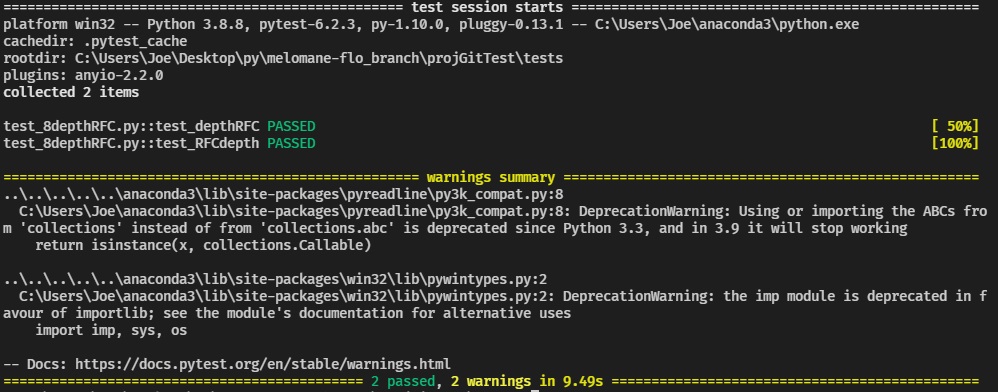 ================================================= test session starts ==================================================
platform win32 -- Python 3.8.8, pytest-6.2.3, py-1.10.0, pluggy-0.13.1 -- C:\Users\Joe\anaconda3\python.exe
cachedir: .pytest_cache
rootdir: C:\Users\Joe\Desktop\py\melomane-flo_branch\projGitTest\tests
plugins: anyio-2.2.0
collected 2 items
test_8depthRFC.py::test_depthRFC PASSED [ 50%]
test_8depthRFC.py::test_RFCdepth PASSED [100%]
=================================================== warnings summary ===================================================
..\..\..\..\..\anaconda3\lib\site-packages\pyreadline\py3k_compat.py:8
C:\Users\Joe\anaconda3\lib\site-packages\pyreadline\py3k_compat.py:8: DeprecationWarning: Using or importing the ABCs fro
m 'collections' instead of from 'collections.abc' is deprecated since Python 3.3, and in 3.9 it will stop working
return isinstance(x, collections.Callable)
..\..\..\..\..\anaconda3\lib\site-packages\win32\lib\pywintypes.py:2
C:\Users\Joe\anaconda3\lib\site-packages\win32\lib\pywintypes.py:2: DeprecationWarning: the imp module is deprecated in f
avour of importlib; see the module's documentation for alternative uses
import imp, sys, os
-- Docs: https://docs.pytest.org/en/stable/warnings.html
============================================ 2 passed, 2 warnings in 9.49s =============================================